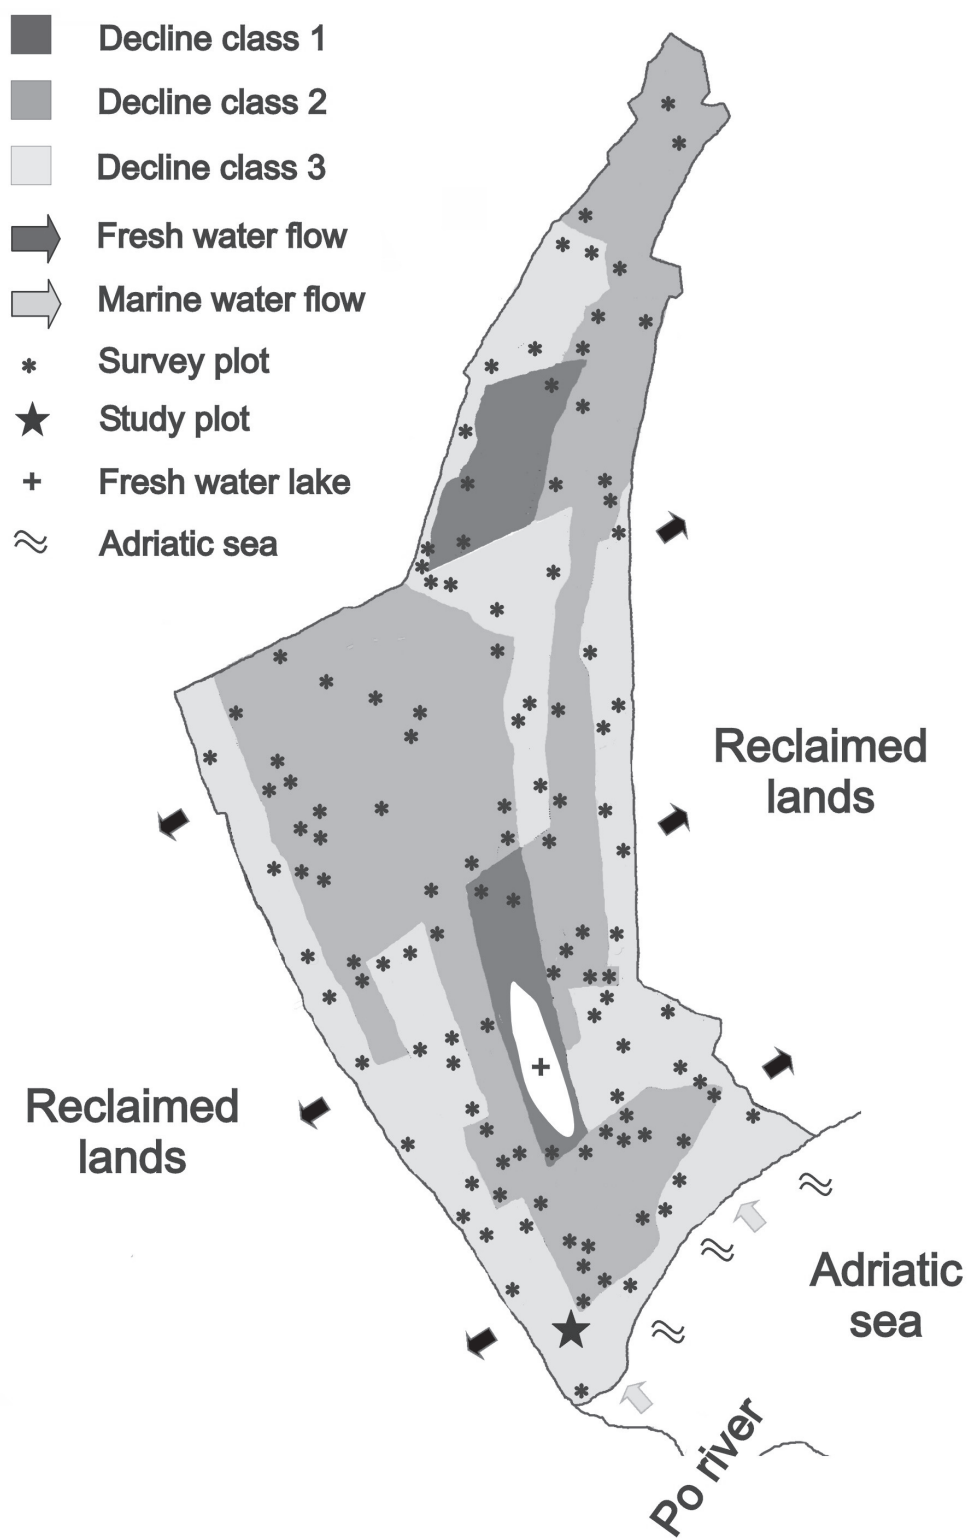 Decline class 1
Decline class 2
Decline class 3
Fresh water flow
Marine water flow
Survey plot
Study plot
Fresh water lake
Adriatic sea
Reclaimed
lands
Reclaimed
lands
Adriatic
sea
Po river